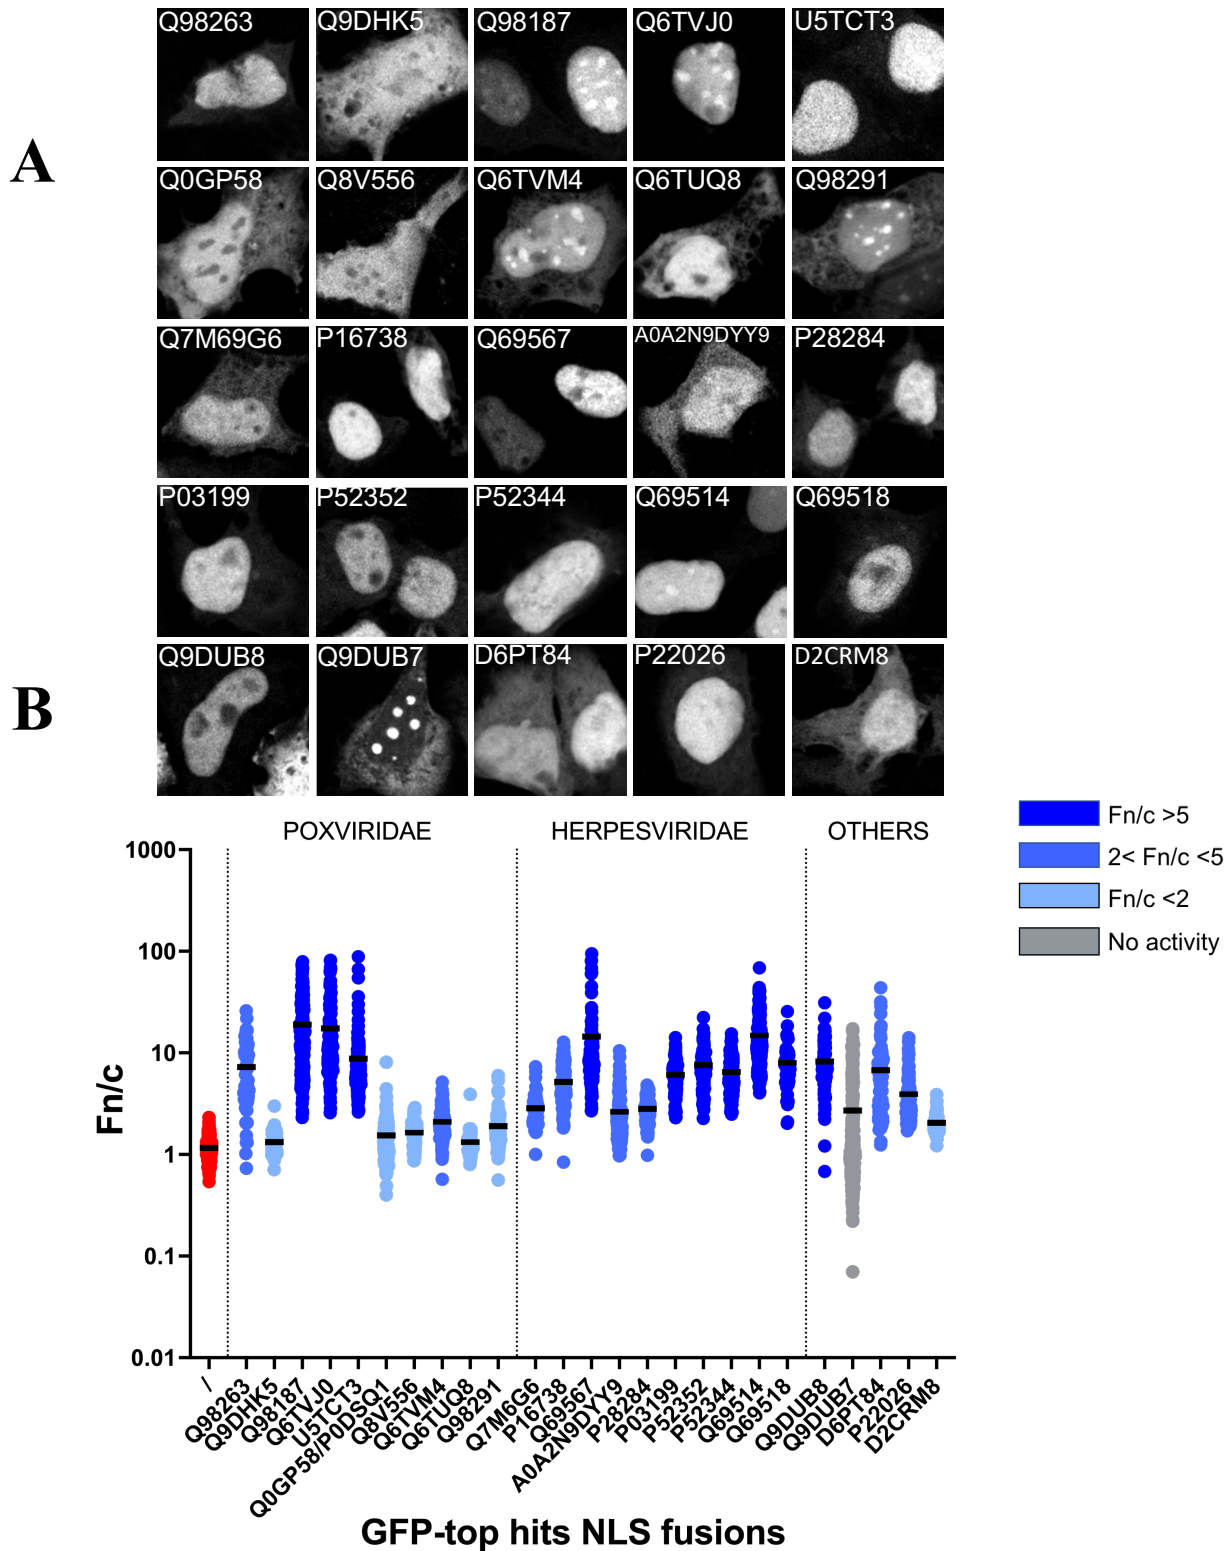 A
Q98263 Q9DHK5 Q98187 Q6TVJ0 U5TCT3
Q0GP58 Q8V556 Q6TVM4 Q6TUQ8 Q98291
Q7M69G6 P16738 Q69567 A0A2N9DYY9 P28284
P03199 P52352 P52344 Q69514 Q69518
B
Q9DUB8 Q9DUB7 D6PT84 P22026 D2CRM8
POXVIRIDAE HERPESVIRIDAE OTHERS
Fn/c >5
2< Fn/c <5
Fn/c <2
No activity
Fn/c
1000
100
10
1
0.1
0.01
/
Q98263
Q9DHK5
Q98187
Q6TVJ0
U5TCT3
Q0GP58/P0DSQ1
Q8V556
Q6TVM4
Q6TUQ8
Q98291
Q7M6G6
P16738
Q69567
A0A2N9DYY9
P28284
P03199
P52352
P52344
Q69514
Q69518
Q9DUB8
Q9DUB7
D6PT84
P22026
D2CRM8
GFP-top hits NLS fusions